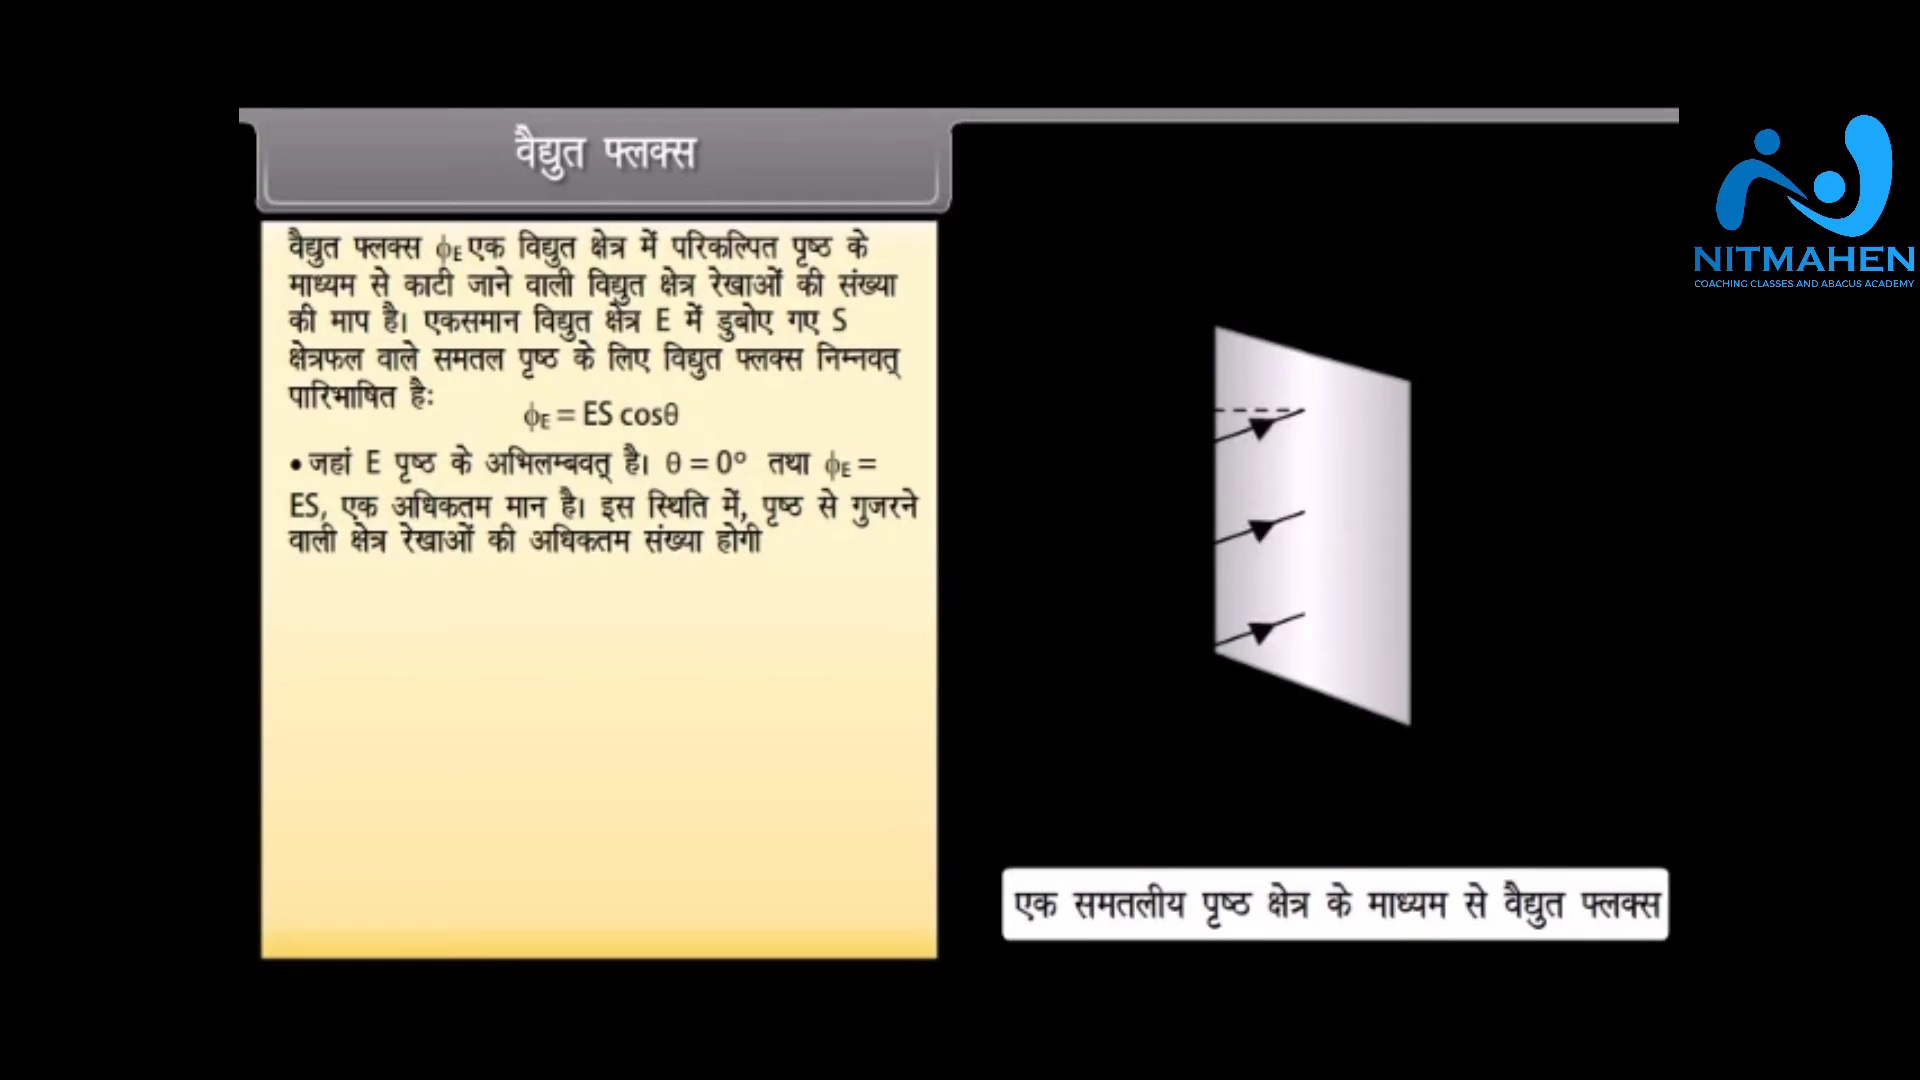 वैद्युत फ्लक्स
वैद्युत फ्लक्स ϕE एक विद्युत क्षेत्र में परिकल्पित पृष्ठ के
माध्यम से काटी जाने वाली विद्युत क्षेत्र रेखाओं की संख्या
की माप है। एकसमान विद्युत क्षेत्र E में डुबोए गए S
क्षेत्रफल वाले समतल पृष्ठ के लिए विद्युत फ्लक्स निम्नवत्
पारिभाषित है:
ϕE = ES cosθ
• जहां E पृष्ठ के अभिलम्बवत् है। θ = 0° तथा ϕE =
ES, एक अधिकतम मान है। इस स्थिति में, पृष्ठ से गुजरने
वाली क्षेत्र रेखाओं की अधिकतम संख्या होगी
एक समतलीय पृष्ठ क्षेत्र के माध्यम से वैद्युत फ्लक्स
NITMAHEN
COACHING CLASSES AND ABACUS ACADEMY